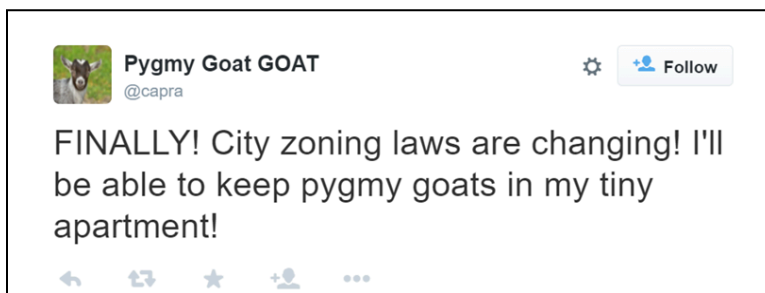 Pygmy Goat GOAT
@capra
Follow
FINALLY! City zoning laws are changing! I'll
be able to keep pygmy goats in my tiny
apartment!